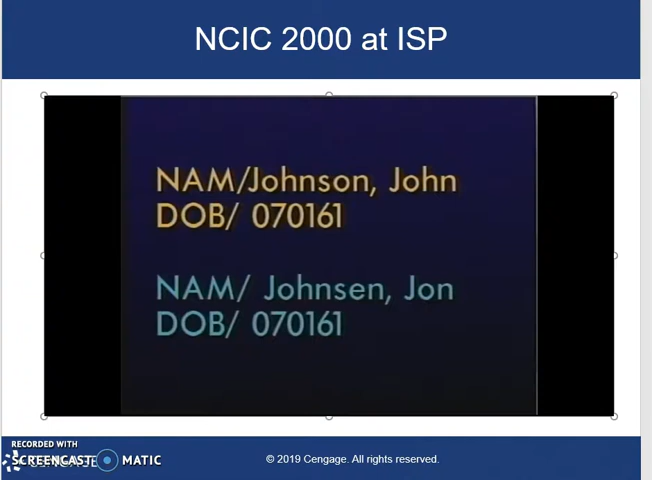 NCIC 2000 at ISP
NAM/Johnson, John
DOB/ 070161
NAM/ Johnsen, Jon
DOB/ 070161
RECORDED WITH
SCREENCAST MATIC
© 2019 Cengage. All rights reserved.